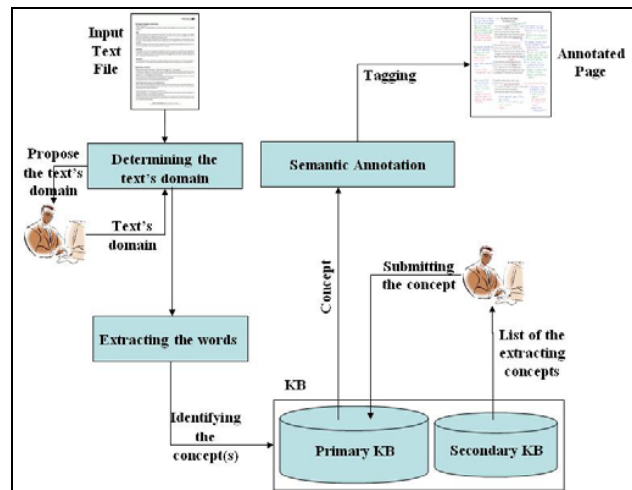 Input
Text
File
Annotated
Page
Tagging
Propose
the text's
domain
Determining the
text's domain
Semantic Annotation
Text's
domain
Concept
Submitting
the concept
Extracting the words
List of the
extracting
concepts
KB
Identifying
the
concept(s)
Primary KB
Secondary KB